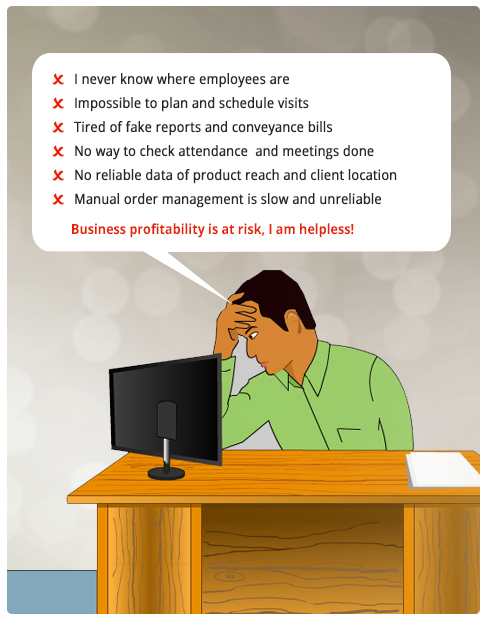 ✘ I never know where employees are
✘ Impossible to plan and schedule visits
✘ Tired of fake reports and conveyance bills
✘ No way to check attendance  and meetings done
✘ No reliable data of product reach and client location
✘ Manual order management is slow and unreliable
Business profitability is at risk, I am helpless!